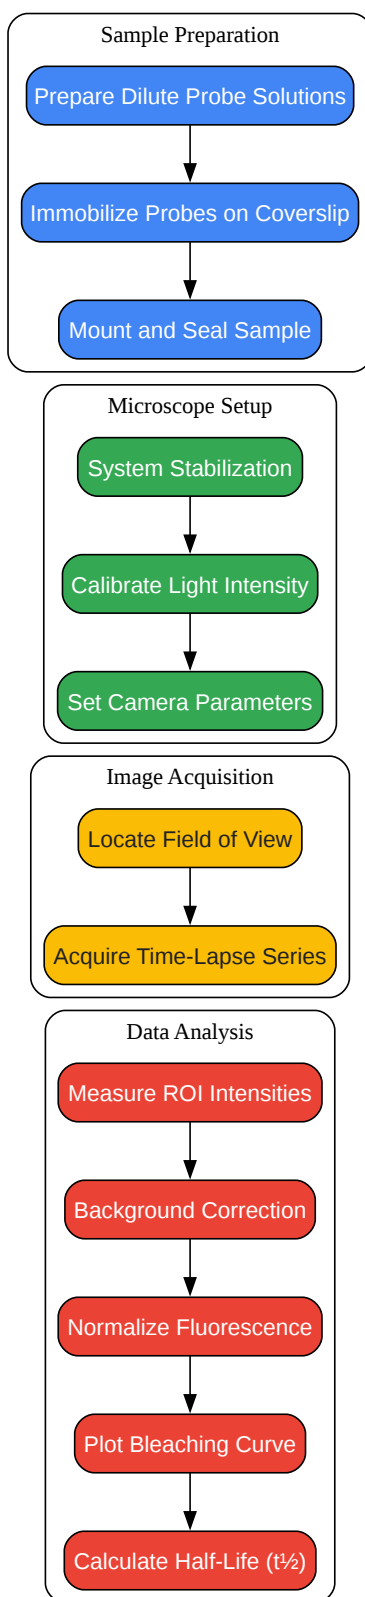 Sample Preparation
Prepare Dilute Probe Solutions
Immobilize Probes on Coverslip
Mount and Seal Sample
Microscope Setup
System Stabilization
Calibrate Light Intensity
Set Camera Parameters
Image Acquisition
Locate Field of View
Acquire Time-Lapse Series
Data Analysis
Measure ROI Intensities
Background Correction
Normalize Fluorescence
Plot Bleaching Curve
Calculate Half-Life (t½)